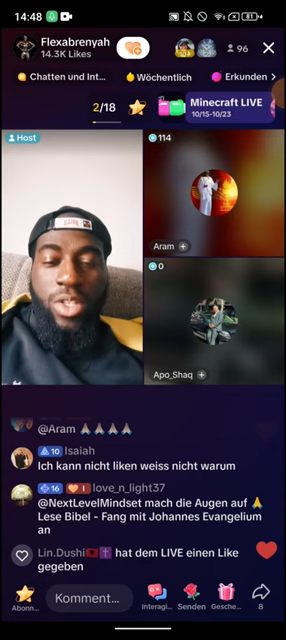 14:48
81
Flexabrenyah
14.3K Likes
96
Chatten und Int...
Wöchentlich
Erkunden
2/18
Minecraft LIVE
10/15-10/23
Host
114
Aram
0
Apo_Shaq
@Aram 🙏🙏🙏🙏
10 Isaiah
Ich kann nicht liken weiss nicht warum
16 I love_n_light37
@NextLevelMindset mach die Augen auf 🙏
Lese Bibel - Fang mit Johannes Evangelium
an
Lin.Dushi🇦🇱✝️ hat dem LIVE einen Like
gegeben
Kommentar...
Abonn...
Interagi...
Senden
Gesche...
8